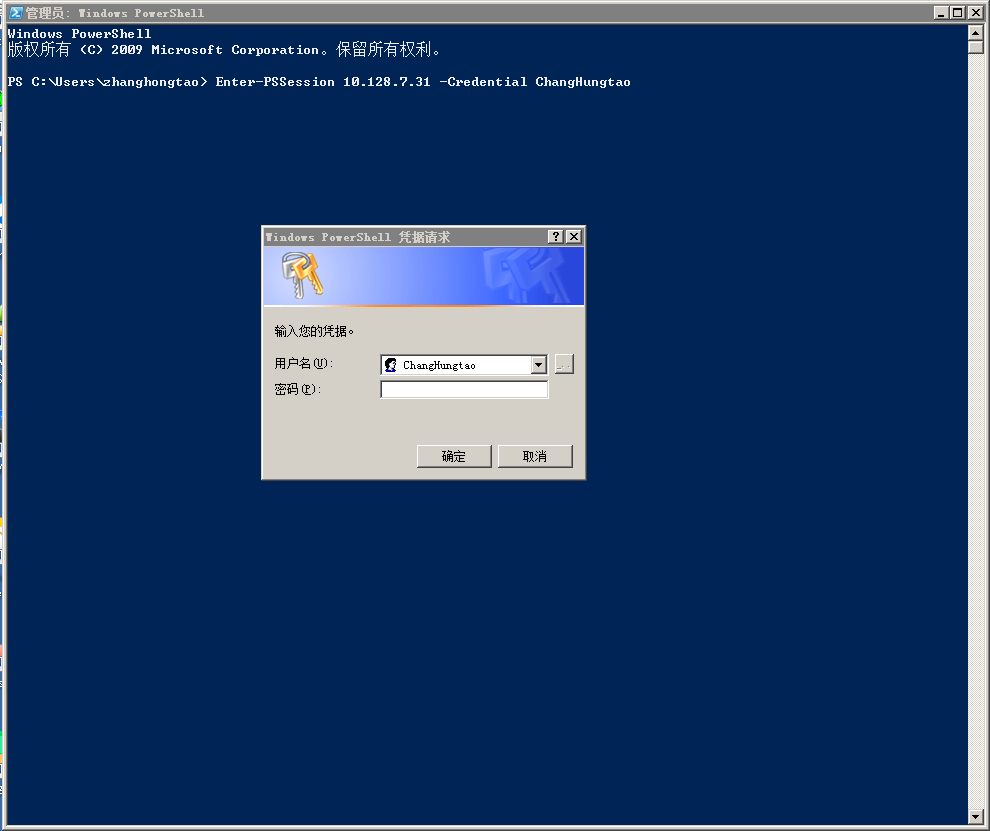 管理员: Windows PowerShell
Windows PowerShell
版权所有 (C) 2009 Microsoft Corporation。保留所有权利。
PS C:\Users\zhanghongtao> Enter-PSSession 10.128.7.31 -Credential ChangHungtao
Windows PowerShell 凭据请求
输入您的凭据。
用户名(U):
ChangHungtao
...
密码(P):
确定
取消